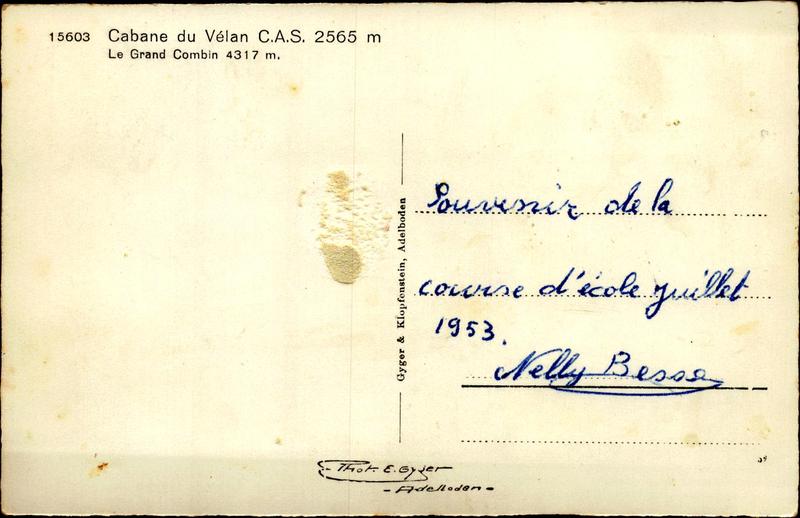 15603 Cabane du Vélan C.A.S. 2565 m
Le Grand Combin 4317 m.
Gyger & Klopfenstein, Adelboden
Souvenir de la
course d'école juillet
1953.
Nelly Besse
- Phot. E. Gyger
- Adelboden -